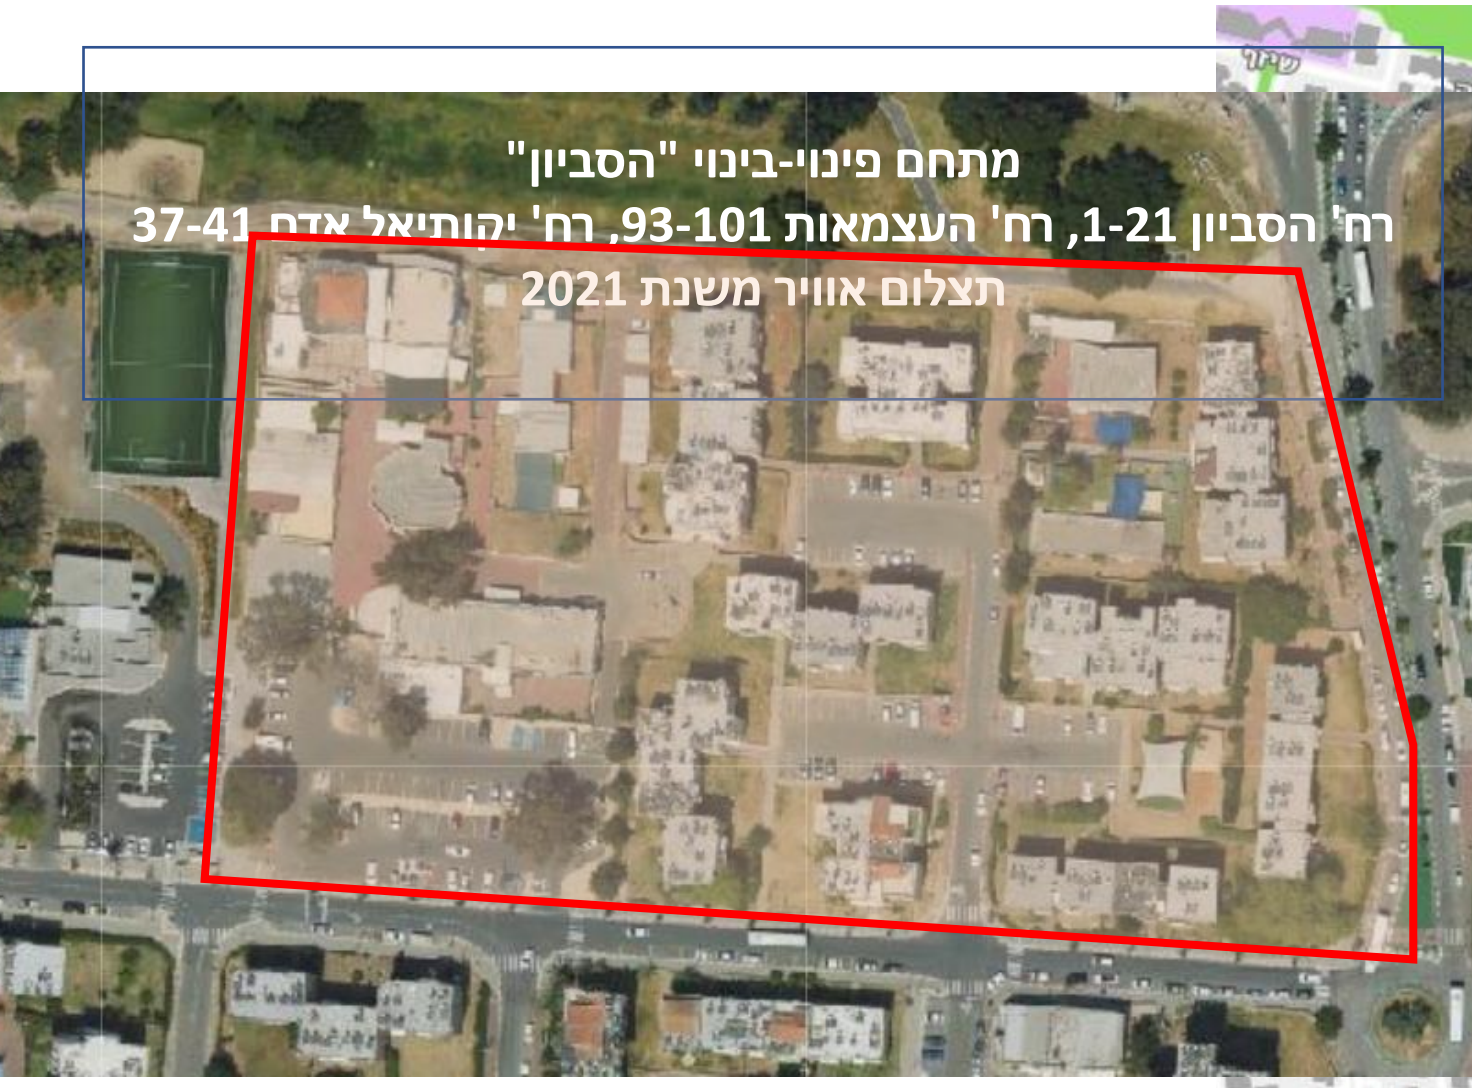 שיזף
מתחם פינוי-בינוי "הסביון"
רח' הסביון 1-21, רח' העצמאות 93-101, רח' יקותיאל אדם 37-41
תצלום אוויר משנת 2021